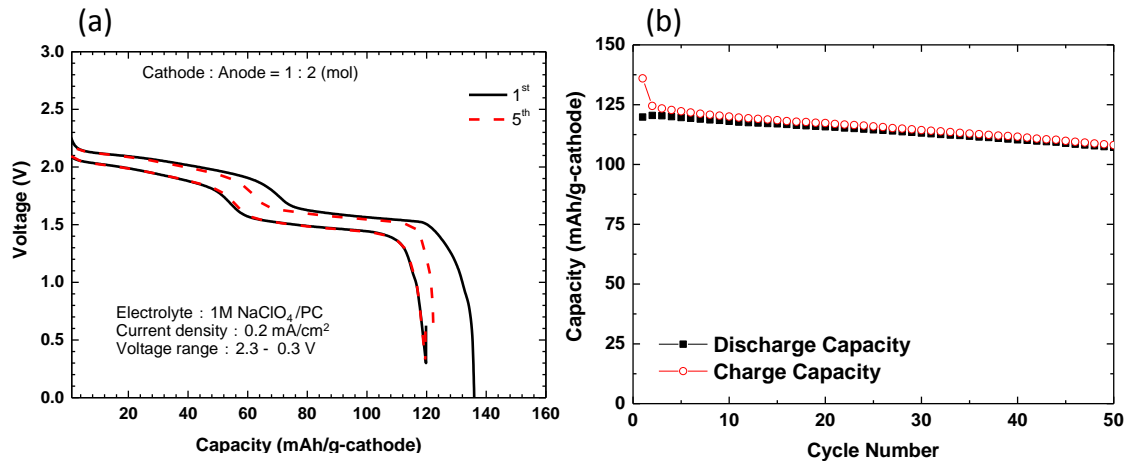 (a)
3.0
2.5
2.0
1.5
1.0
0.5
0.0
Voltage (V)
Cathode : Anode = 1 : 2 (mol)
1st
5th
Electrolyte : 1M NaClO4/PC
Current density : 0.2 mA/cm2
Voltage range : 2.3 - 0.3 V
20 40 60 80 100 120 140 160
Capacity (mAh/g-cathode)
(b)
150
125
100
75
50
25
0
Capacity (mAh/g-cathode)
Discharge Capacity
Charge Capacity
0 10 20 30 40 50
Cycle Number